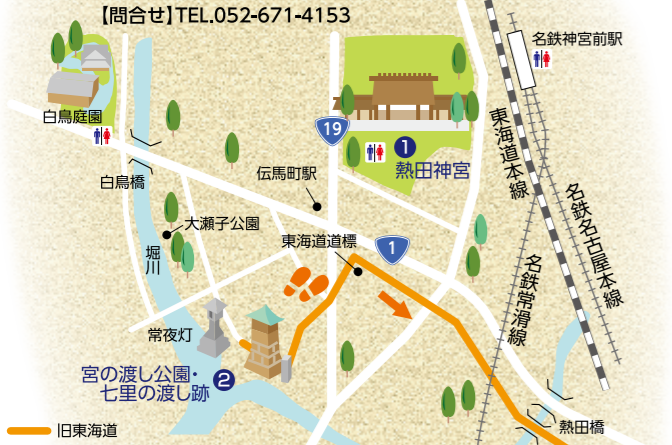 【問合せ】TEL.052-671-4153
名鉄神宮前駅
白鳥庭園
19
1
熱田神宮
東海道本線
白鳥橋
伝馬町駅
名鉄名古屋本線
大瀬子公園
東海道道標
1
堀川
名鉄常滑線
常夜灯
宮の渡し公園・
七里の渡し跡
2
熱田橋
旧東海道